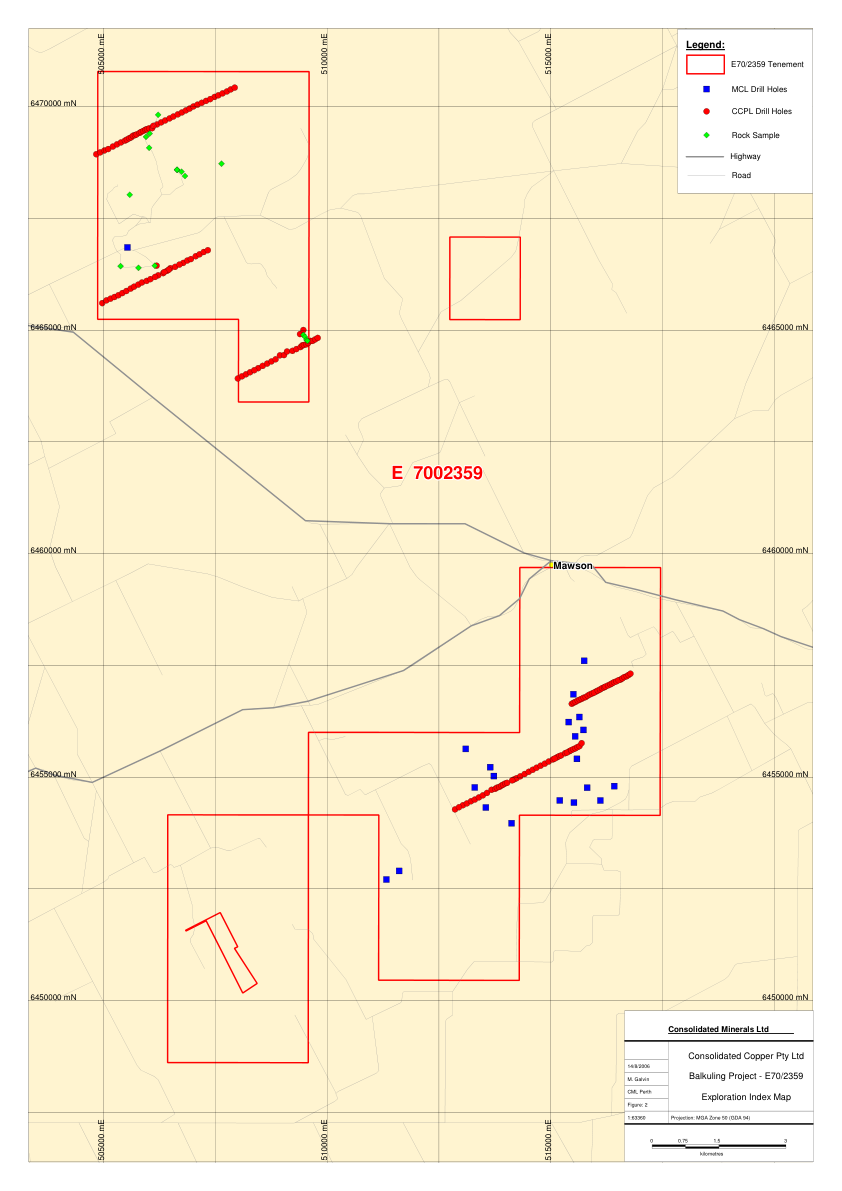 505000 mE
510000 mE
515000 mE
Legend:
E70/2359 Tenement
MCL Drill Holes
CCPL Drill Holes
Rock Sample
Highway
Road
6470000 mN
6465000 mN
6465000 mN
E 7002359
6460000 mN
6460000 mN
Mawson
6455000 mN
6455000 mN
6450000 mN
6450000 mN
505000 mE
510000 mE
515000 mE
Consolidated Minerals Ltd
Consolidated Copper Pty Ltd
Balkuling Project - E70/2359
Exploration Index Map
14/8/2006
M. Galvin
CML Perth
Figure: 2
1:63360
Projection: MGA Zone 50 (GDA 94)
0 0.75 1.5 3
kilometres